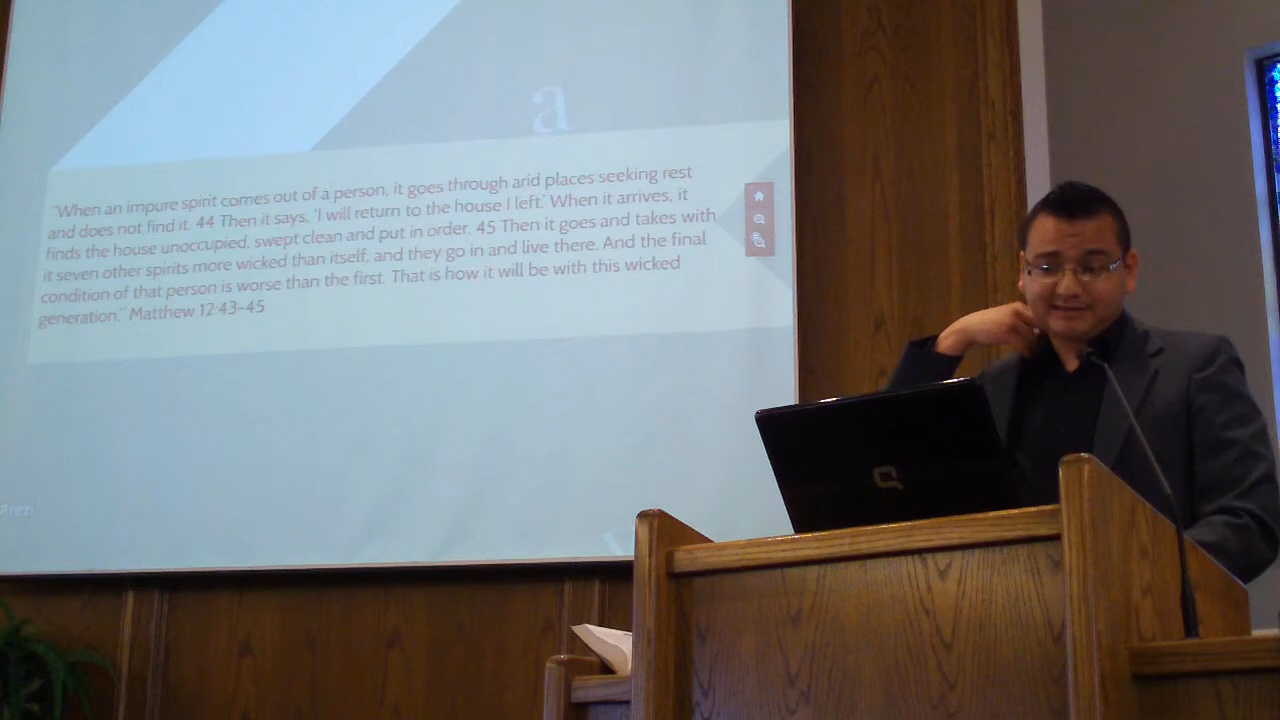 a
"When an impure spirit comes out of a person, it goes through arid places seeking rest
and does not find it. 44 Then it says, 'I will return to the house I left.' When it arrives, it
finds the house unoccupied, swept clean and put in order. 45 Then it goes and takes with
it seven other spirits more wicked than itself, and they go in and live there. And the final
condition of that person is worse than the first. That is how it will be with this wicked
generation." Matthew 12:43-45
Prezi